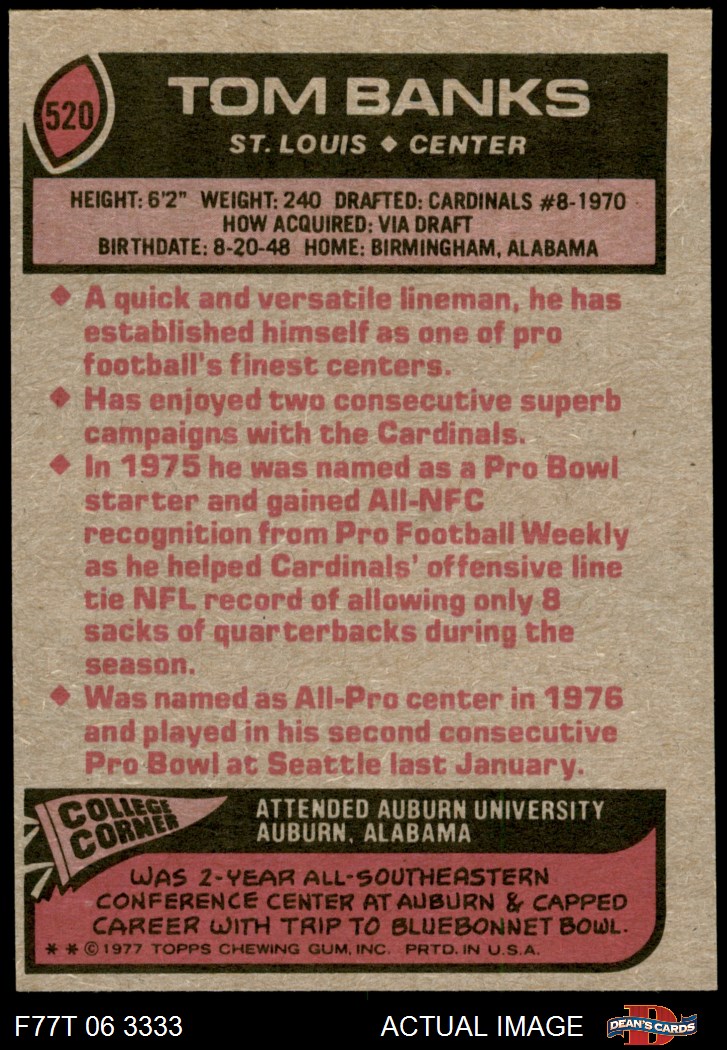 520
TOM BANKS
ST. LOUIS ◆ CENTER
HEIGHT: 6'2" WEIGHT: 240 DRAFTED: CARDINALS #8-1970
HOW ACQUIRED: VIA DRAFT
BIRTHDATE: 8-20-48 HOME: BIRMINGHAM, ALABAMA
◆ A quick and versatile lineman, he has
established himself as one of pro
football's finest centers.
◆ Has enjoyed two consecutive superb
campaigns with the Cardinals.
◆ In 1975 he was named as a Pro Bowl
starter and gained All-NFC
recognition from Pro Football Weekly
as he helped Cardinals' offensive line
tie NFL record of allowing only 8
sacks of quarterbacks during the
season.
◆ Was named as All-Pro center in 1976
and played in his second consecutive
Pro Bowl at Seattle last January.
COLLEGE
CORNER
ATTENDED AUBURN UNIVERSITY
AUBURN, ALABAMA
WAS 2-YEAR ALL-SOUTHEASTERN
CONFERENCE CENTER AT AUBURN & CAPPED
CAREER WITH TRIP TO BLUEBONNET BOWL.
* * © 1977 TOPPS CHEWING GUM, INC. PRTD. IN U.S.A.
F77T 06 3333
ACTUAL IMAGE
D
DEAN'S CARDS